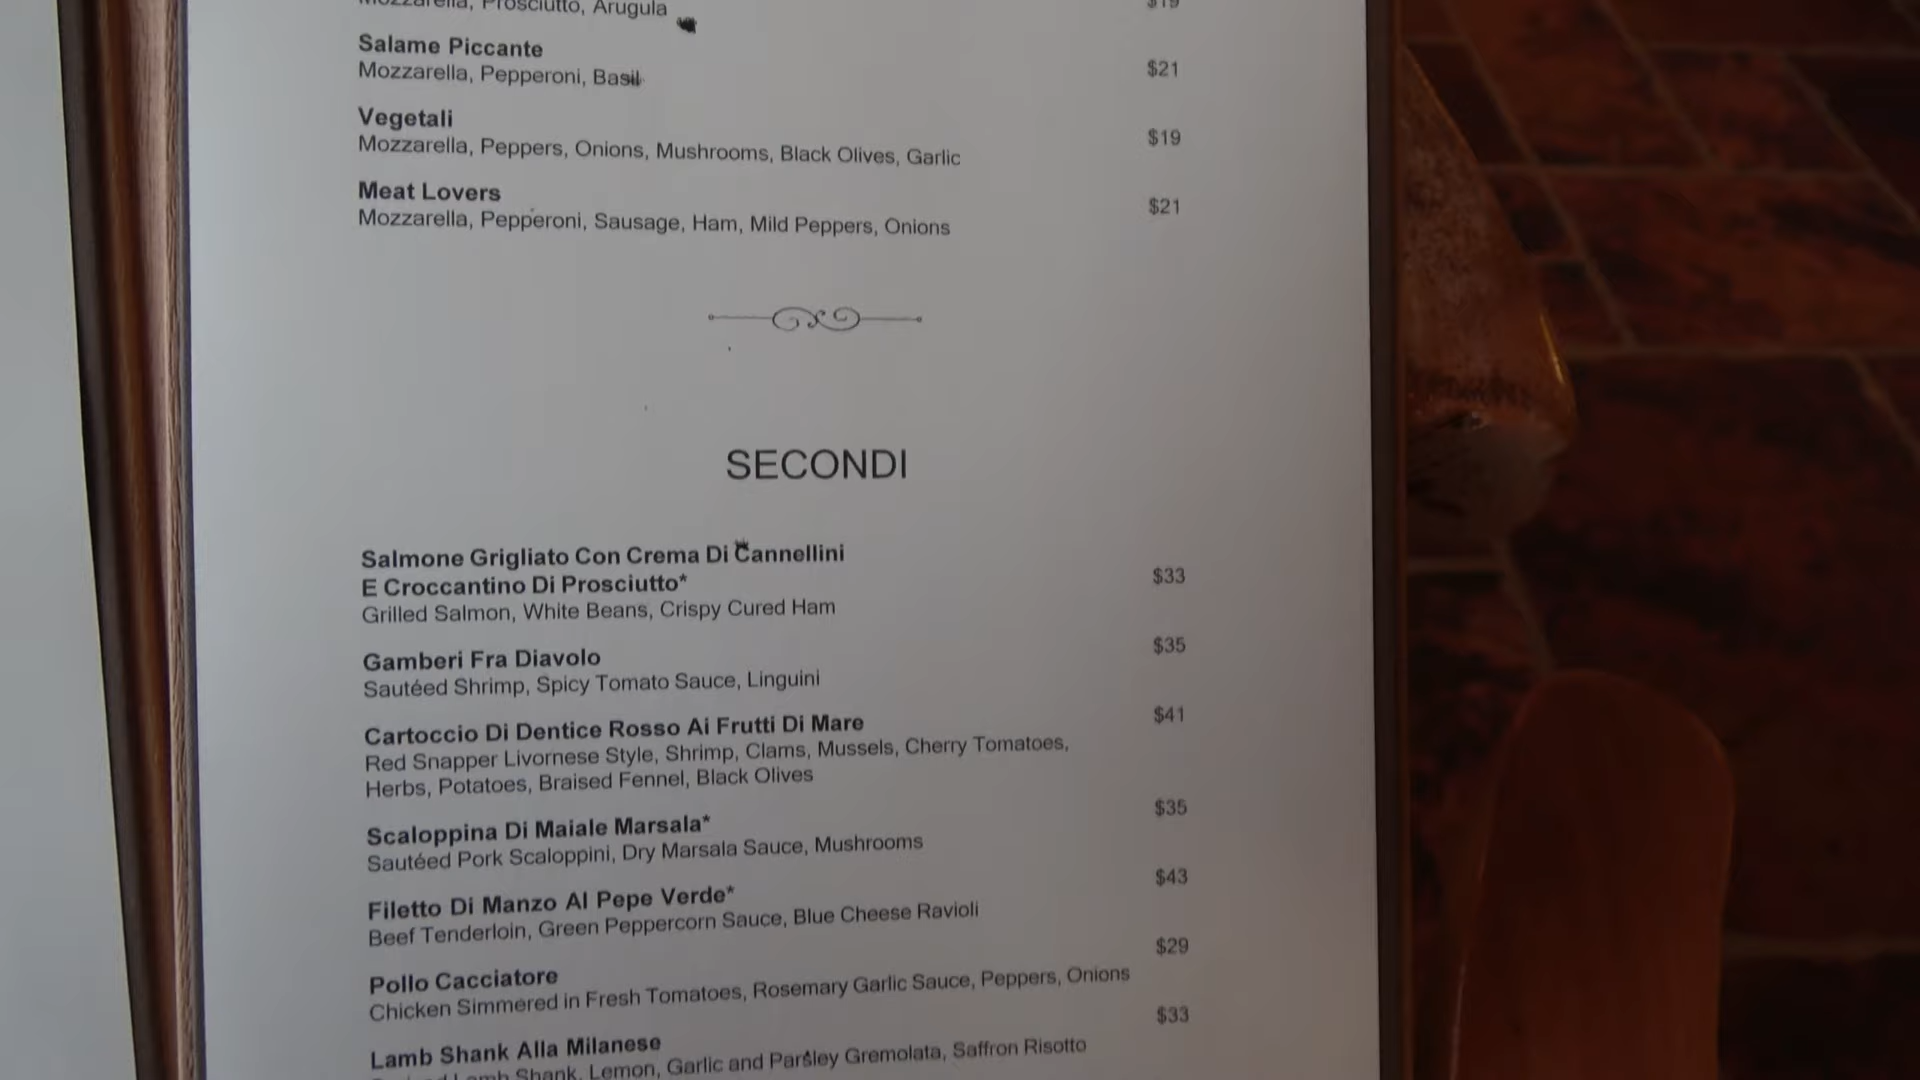 Mozzarella, Prosciutto, Arugula $19
Salame Piccante
Mozzarella, Pepperoni, Basil $21
Vegetali
Mozzarella, Peppers, Onions, Mushrooms, Black Olives, Garlic $19
Meat Lovers
Mozzarella, Pepperoni, Sausage, Ham, Mild Peppers, Onions $21
SECONDI
Salmone Grigliato Con Crema Di Cannellini
E Croccantino Di Prosciutto* $33
Grilled Salmon, White Beans, Crispy Cured Ham
Gamberi Fra Diavolo $35
Sautéed Shrimp, Spicy Tomato Sauce, Linguini
Cartoccio Di Dentice Rosso Ai Frutti Di Mare $41
Red Snapper Livornese Style, Shrimp, Clams, Mussels, Cherry Tomatoes,
Herbs, Potatoes, Braised Fennel, Black Olives
Scaloppina Di Maiale Marsala* $35
Sautéed Pork Scaloppini, Dry Marsala Sauce, Mushrooms
Filetto Di Manzo Al Pepe Verde* $43
Beef Tenderloin, Green Peppercorn Sauce, Blue Cheese Ravioli
Pollo Cacciatore $29
Chicken Simmered in Fresh Tomatoes, Rosemary Garlic Sauce, Peppers, Onions
Lamb Shank Alla Milanese $33
Lamb Shank, Lemon, Garlic and Parsley Gremolata, Saffron Risotto